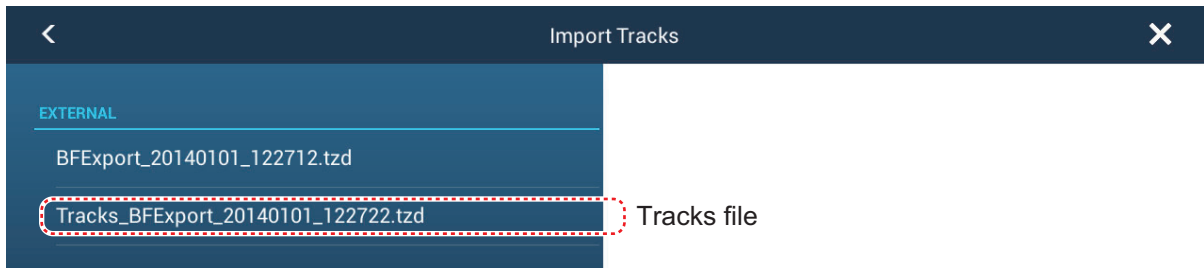 Import Tracks
EXTERNAL
BFExport_20140101_122712.tzd
Tracks_BFExport_20140101_122722.tzd
Tracks file